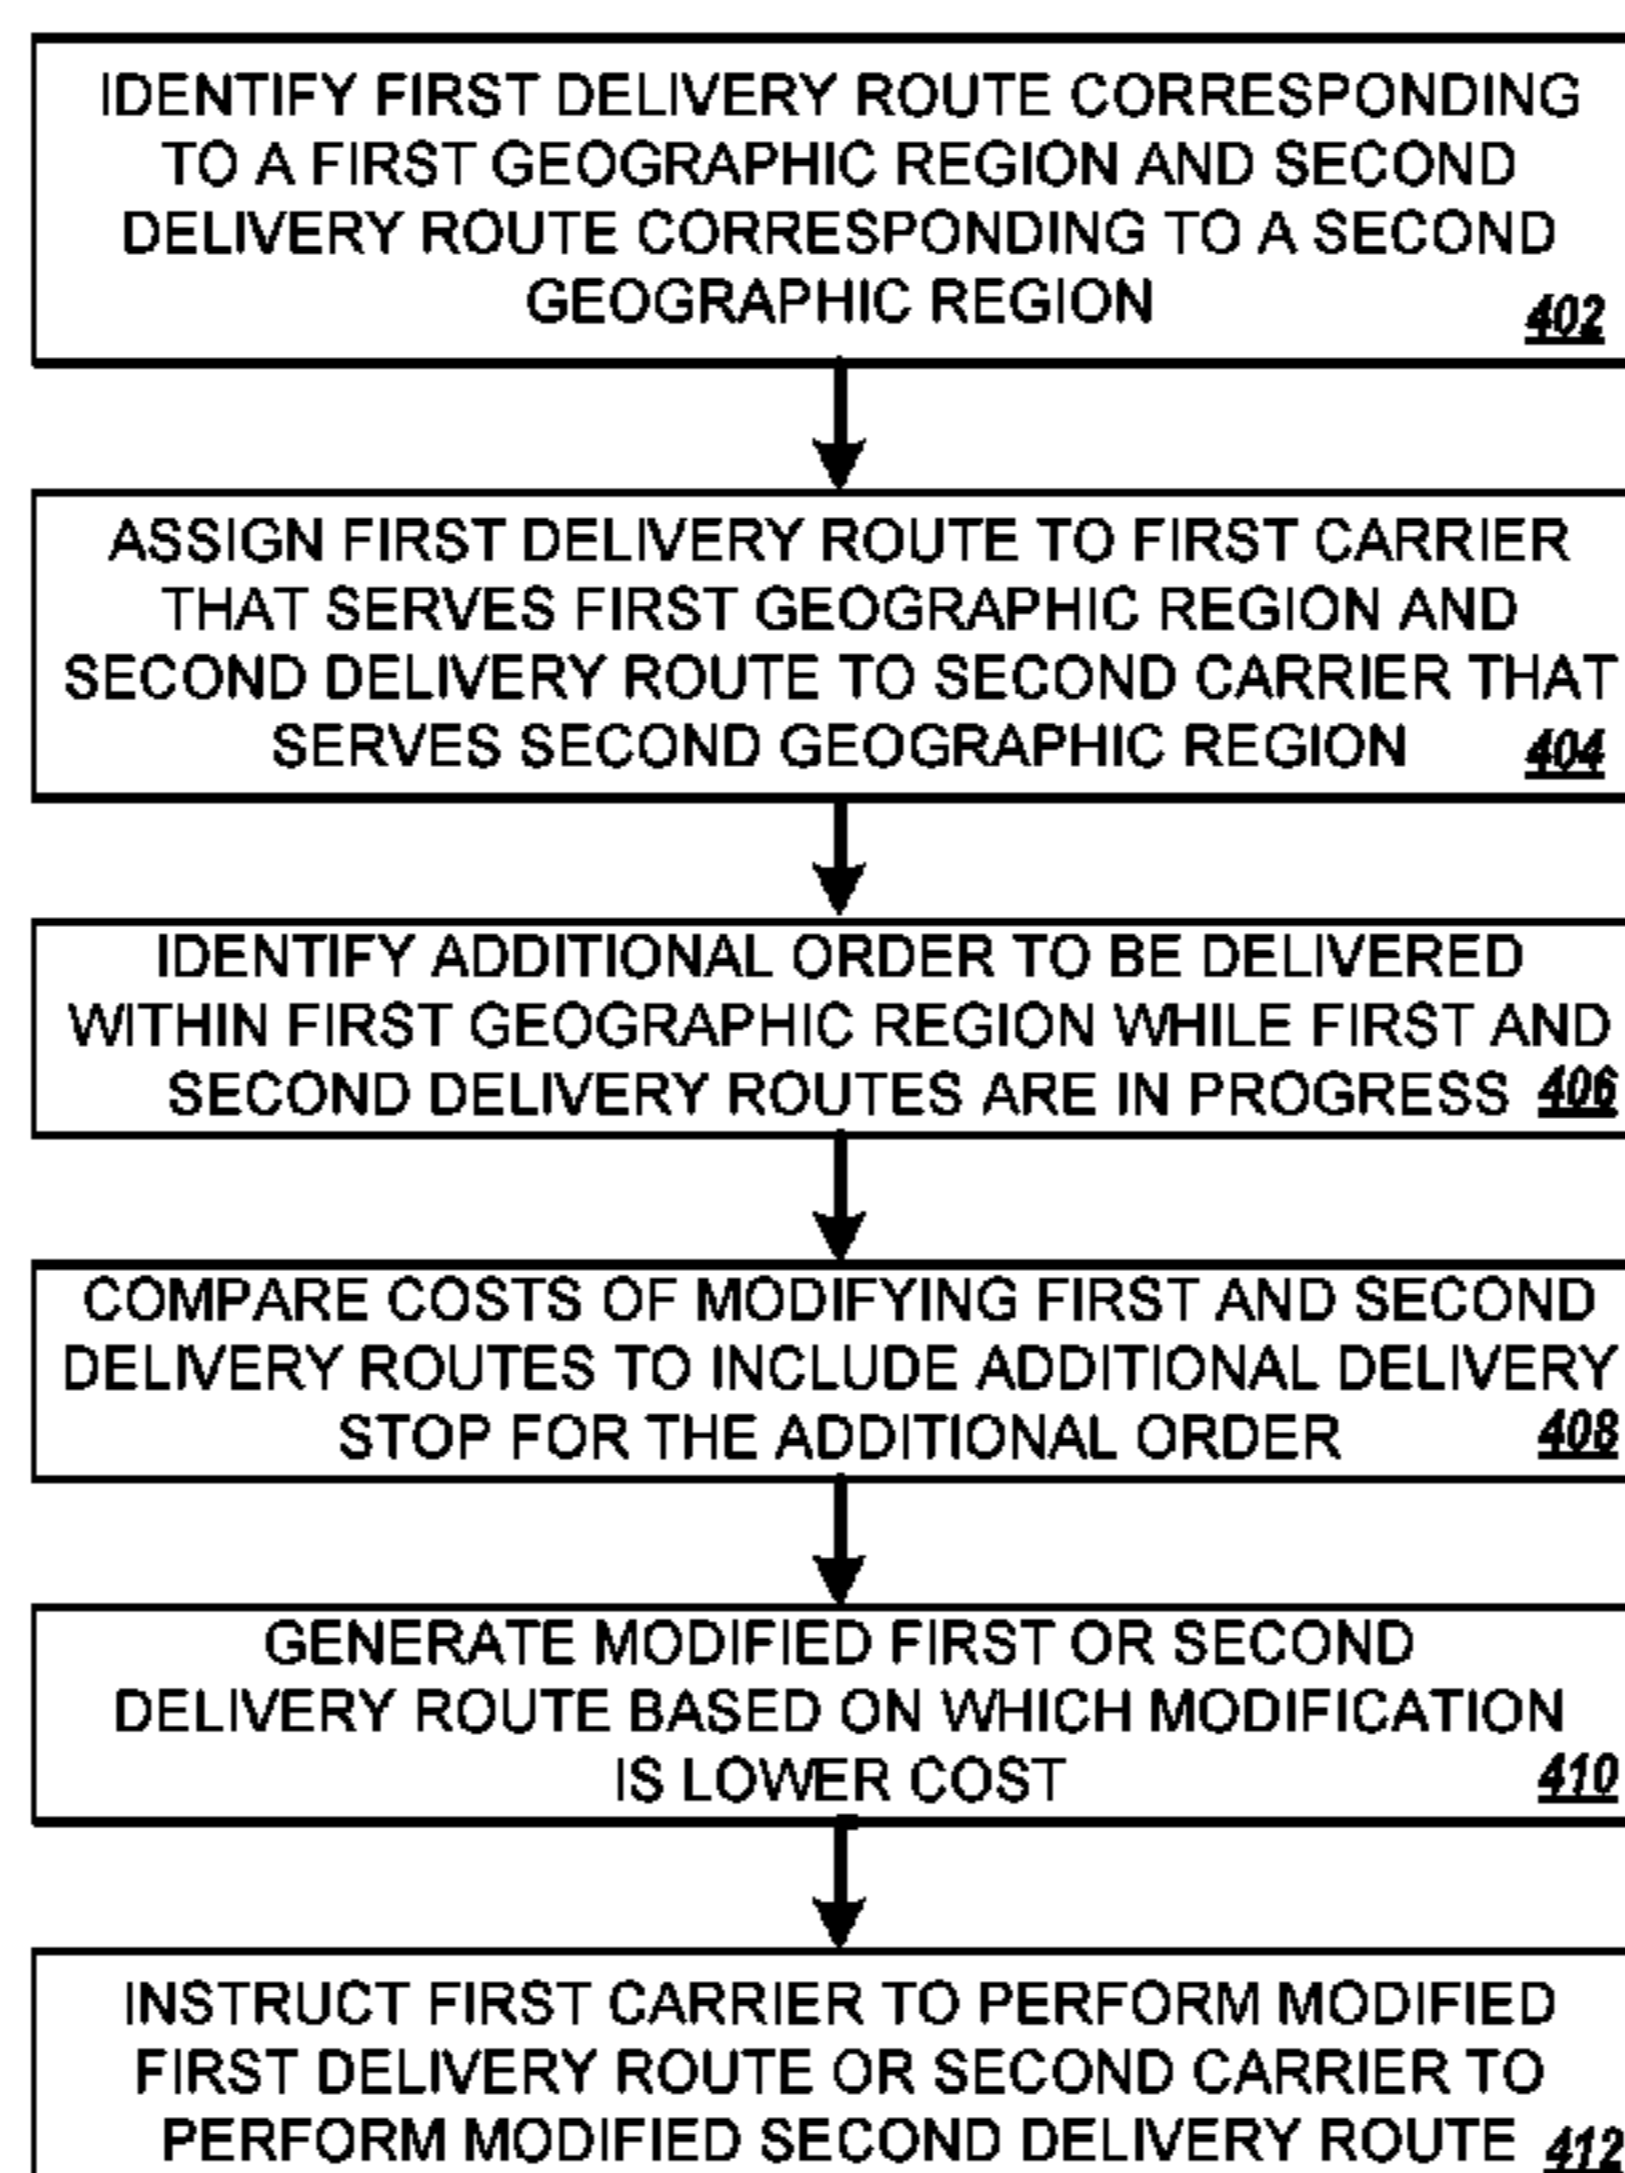 IDENTIFY FIRST DELIVERY ROUTE CORRESPONDING
TO A FIRST GEOGRAPHIC REGION AND SECOND
DELIVERY ROUTE CORRESPONDING TO A SECOND
GEOGRAPHIC REGION 402
ASSIGN FIRST DELIVERY ROUTE TO FIRST CARRIER
THAT SERVES FIRST GEOGRAPHIC REGION AND
SECOND DELIVERY ROUTE TO SECOND CARRIER THAT
SERVES SECOND GEOGRAPHIC REGION 404
IDENTIFY ADDITIONAL ORDER TO BE DELIVERED
WITHIN FIRST GEOGRAPHIC REGION WHILE FIRST AND
SECOND DELIVERY ROUTES ARE IN PROGRESS 406
COMPARE COSTS OF MODIFYING FIRST AND SECOND
DELIVERY ROUTES TO INCLUDE ADDITIONAL DELIVERY
STOP FOR THE ADDITIONAL ORDER 408
GENERATE MODIFIED FIRST OR SECOND
DELIVERY ROUTE BASED ON WHICH MODIFICATION
IS LOWER COST 410
INSTRUCT FIRST CARRIER TO PERFORM MODIFIED
FIRST DELIVERY ROUTE OR SECOND CARRIER TO
PERFORM MODIFIED SECOND DELIVERY ROUTE 412